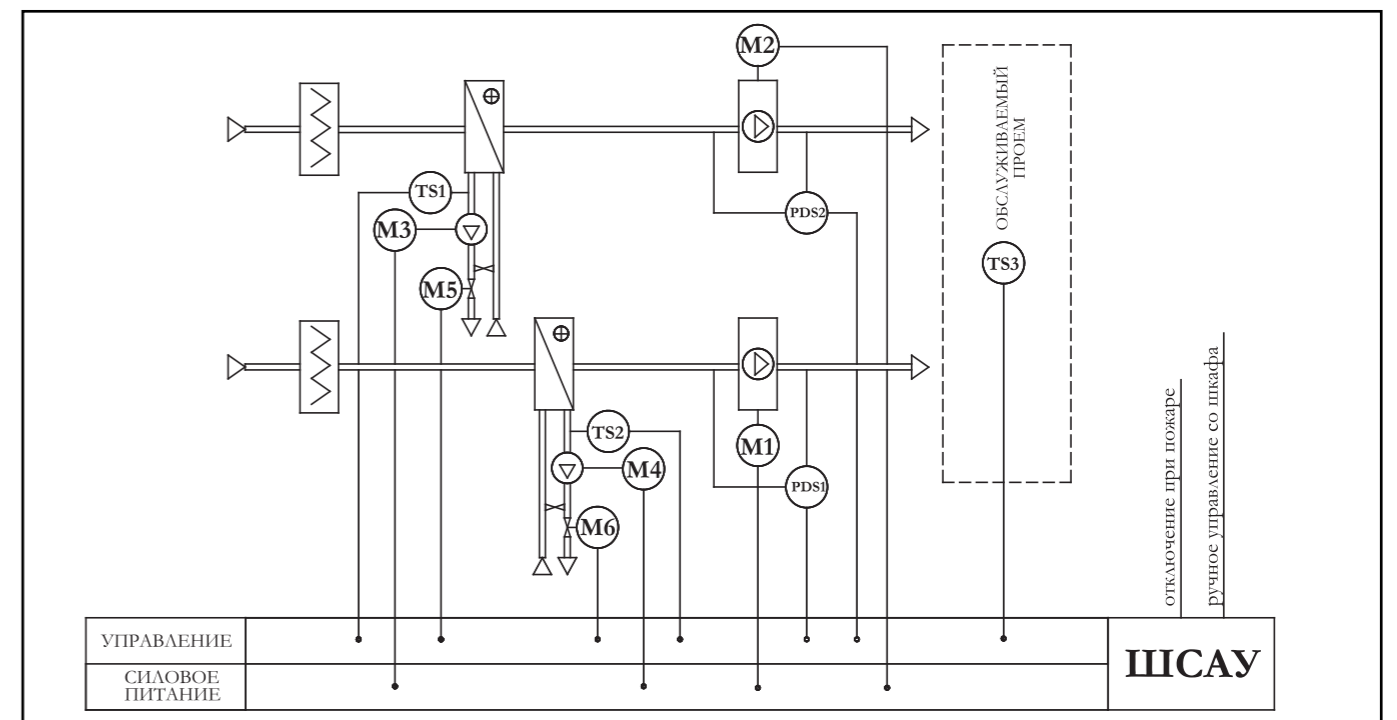 M2
ОБСЛУЖИВАЕМЫЙ
ПРОЕМ
TS1
PDS2
M3
TS3
M5
TS2
M1
M4
PDS1
M6
отключение при пожаре
ручное управление со шкафа
УПРАВЛЕНИЕ
СИЛОВОЕ
ПИТАНИЕ
ШСАУ